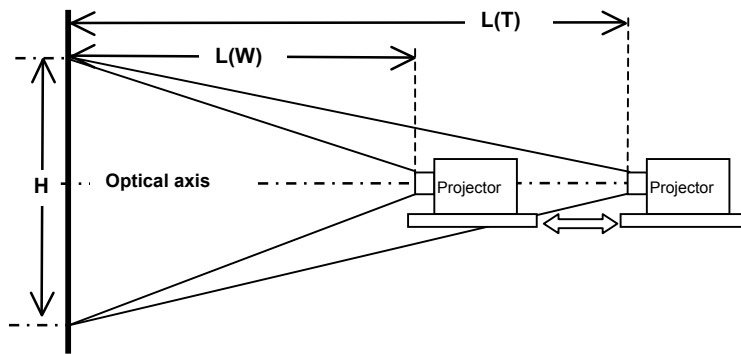 L(T)
L(W)
H
Optical axis
Projector
Projector